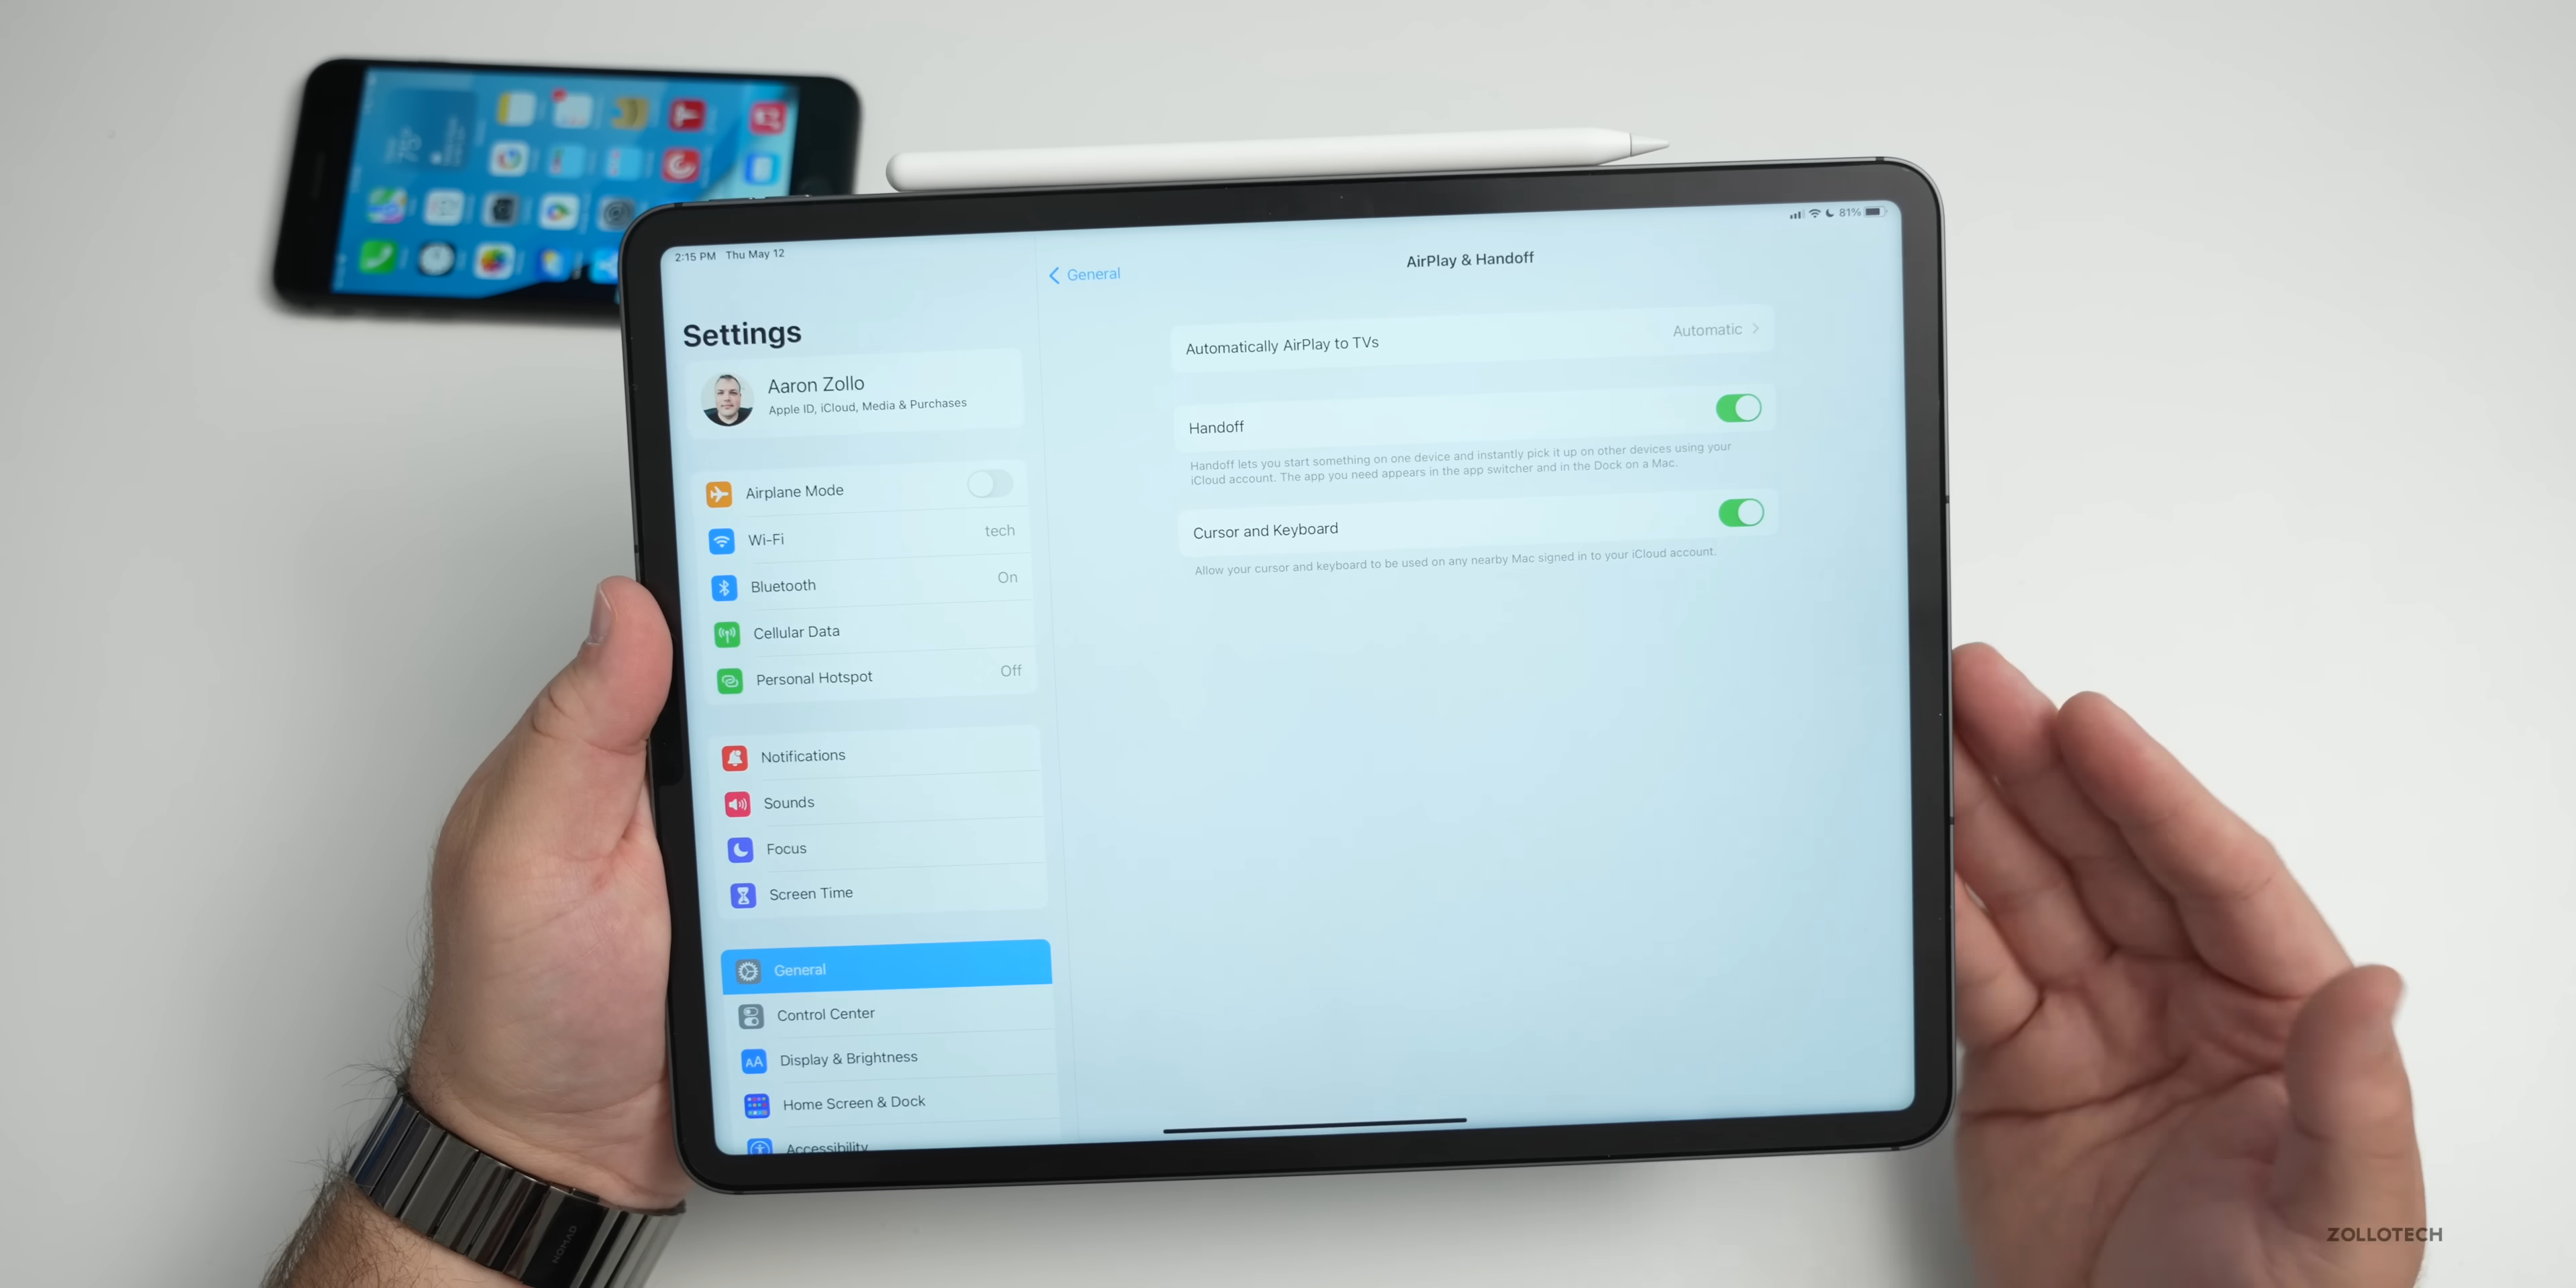 75°
2:15 PM Thu May 12
81%
Settings
Aaron Zollo
Apple ID, iCloud, Media & Purchases
Airplane Mode
Wi-Fi
tech
Bluetooth
On
Cellular Data
Personal Hotspot
Off
Notifications
Sounds
Focus
Screen Time
General
Control Center
AA
Display & Brightness
Home Screen & Dock
Accessibility
General
AirPlay & Handoff
Automatically AirPlay to TVs
Automatic
Handoff
Handoff lets you start something on one device and instantly pick it up on other devices using your
iCloud account. The app you need appears in the app switcher and in the Dock on a Mac.
Cursor and Keyboard
Allow your cursor and keyboard to be used on any nearby Mac signed in to your iCloud account.
NOMAD
ZOLLOTECH